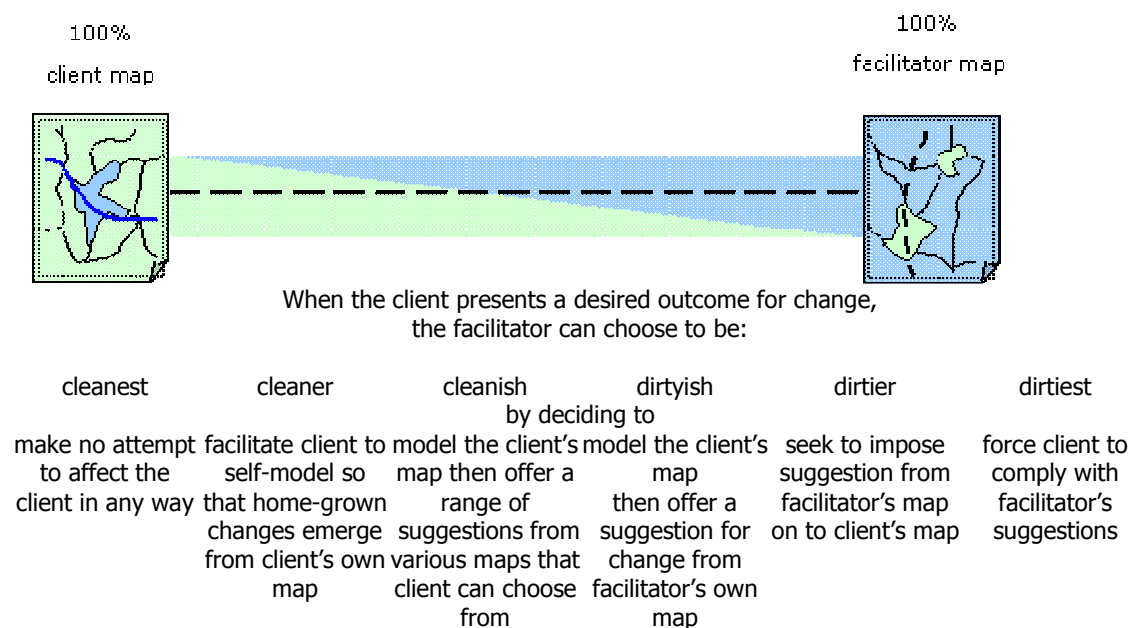 100%
client map
100%
facilitator map
When the client presents a desired outcome for change,
the facilitator can choose to be:
cleanest cleaner cleanish dirtyish dirtier dirtiest
by deciding to
make no attempt
to affect the
client in any way
facilitate client to
self-model so
that home-grown
changes emerge
from client's own
map
model the client's
map then offer a
range of
suggestions from
various maps that
client can choose
from
model the client's
map
then offer a
suggestion for
change from
facilitator's own
map
seek to impose
suggestion from
facilitator's map
on to client's map
force client to
comply with
facilitator's
suggestions